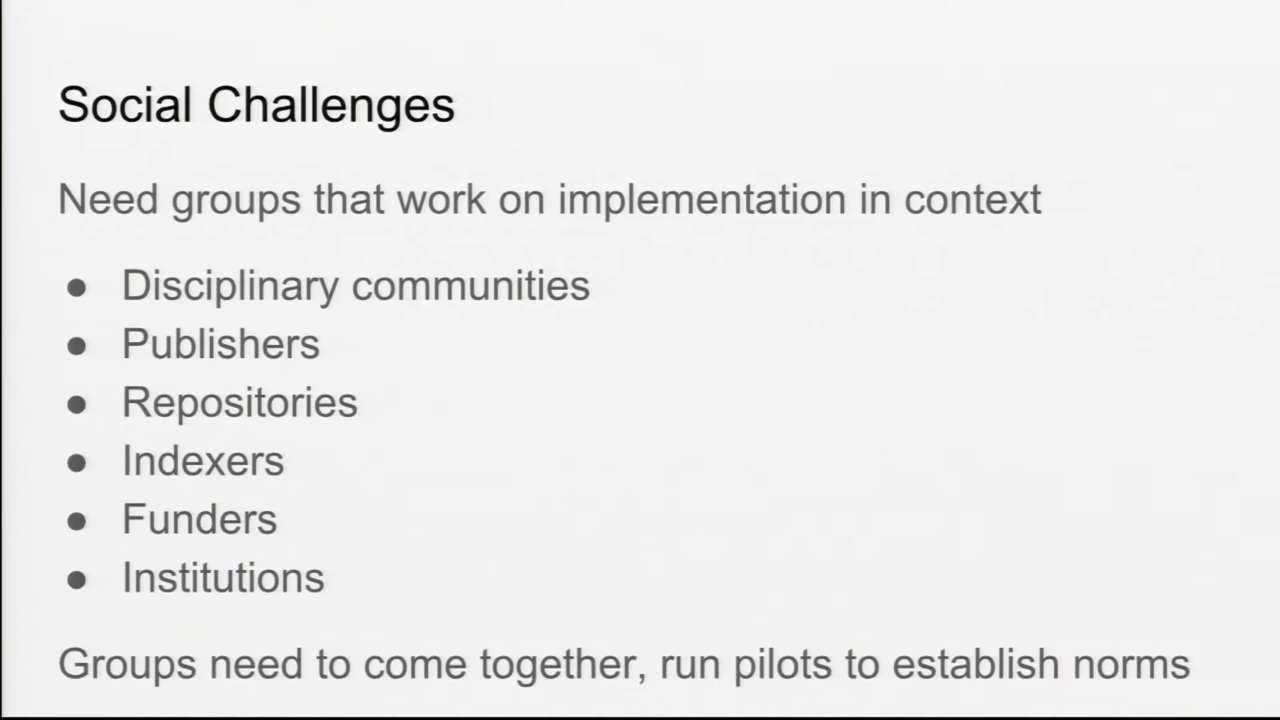 Social Challenges
Need groups that work on implementation in context
● Disciplinary communities
● Publishers
● Repositories
● Indexers
● Funders
● Institutions
Groups need to come together, run pilots to establish norms